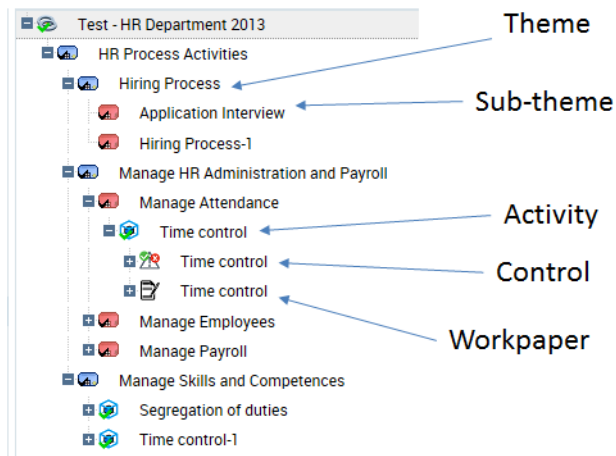 Test - HR Department 2013
Theme
HR Process Activities
Hiring Process
Sub-theme
Application Interview
Hiring Process-1
Manage HR Administration and Payroll
Manage Attendance
Activity
Time control
Control
Time control
Time control
Workpaper
Manage Employees
Manage Payroll
Manage Skills and Competences
Segregation of duties
Time control-1